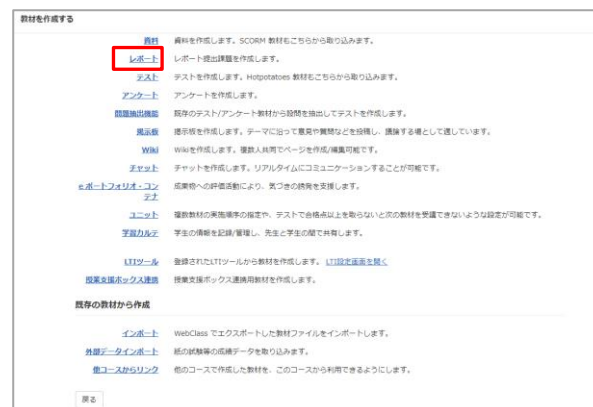 教材を作成する
資料 資料を作成します。SCORM 教材もこちらから取り込みます。
レポート レポート提出課題を作成します。
テスト テストを作成します。Hotpotatoes 教材もこちらから取り込みます。
アンケート アンケートを作成します。
問題抽出機能 既存のテスト/アンケート教材から設問を抽出してテストを作成します。
掲示板 掲示板を作成します。テーマに沿って意見や質問などを投稿し、議論する場として適しています。
Wiki Wikiを作成します。複数人共同でページを作成/編集可能です。
チャット チャットを作成します。リアルタイムにコミュニケーションすることが可能です。
e ポートフォリオ・コン 成果物への評価活動により、気づきの誘発を支援します。
テナ
ユニット 複数教材の実施順序の指定や、テストで合格点以上を取らないと次の教材を受講できないような設定が可能です。
学習カルテ 学生の情報を記録/管理し、先生と学生の間で共有します。
LTIツール 登録されたLTIツールから教材を作成します。 LTI設定画面を開く
授業支援ボックス連携 授業支援ボックス連携用教材を作成します。
既存の教材から作成
インポート WebClass でエクスポートした教材ファイルをインポートします。
外部データインポート 紙の試験等の成績データを取り込みます。
他コースからリンク 他のコースで作成した教材を、このコースから利用できるようにします。
戻る